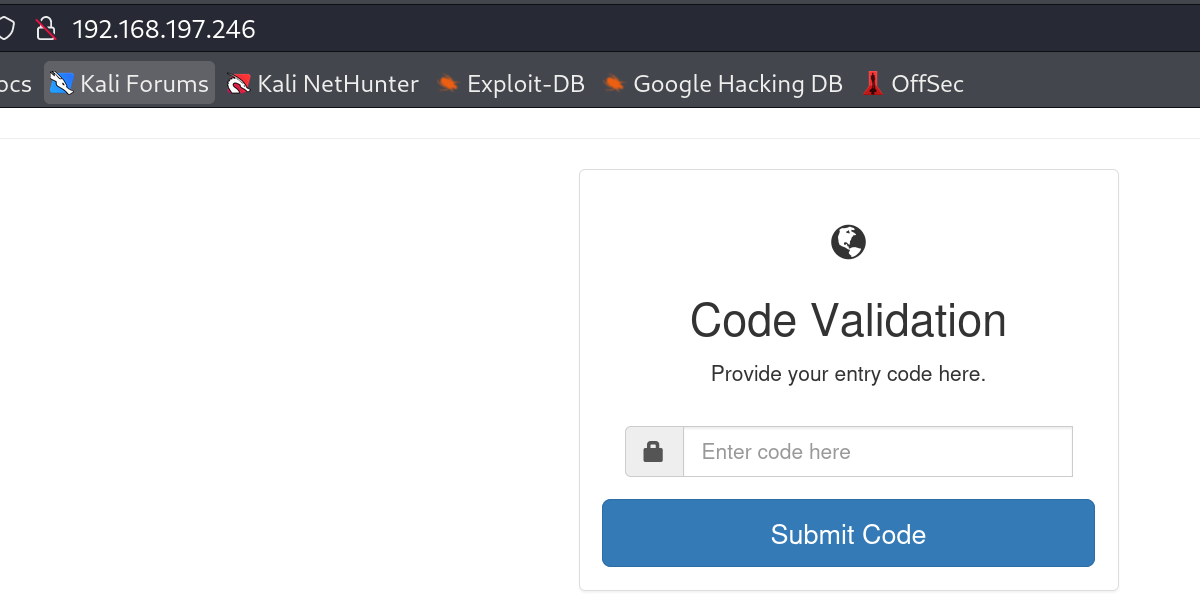 192.168.197.246
ocs Kali Forums Kali NetHunter Exploit-DB Google Hacking DB OffSec
Code Validation
Provide your entry code here.
Enter code here
Submit Code